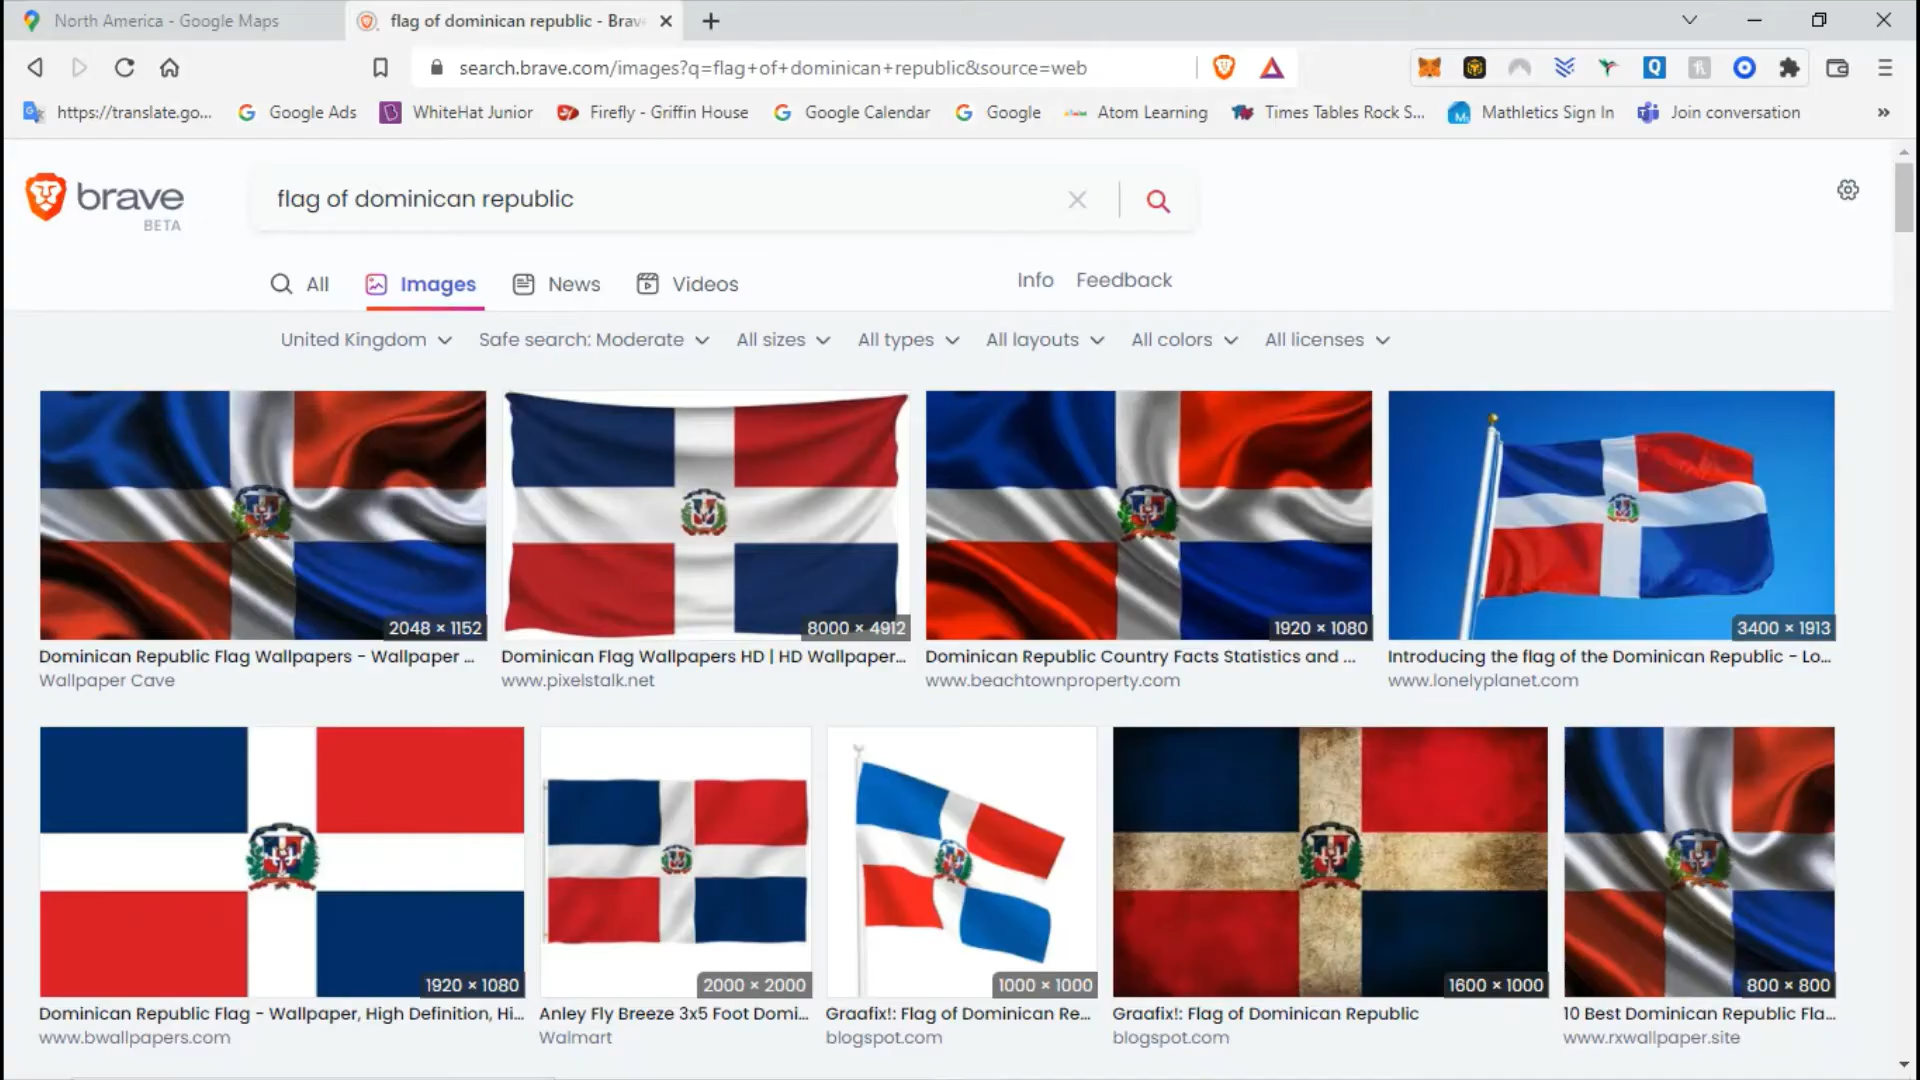 North America - Google Maps
flag of dominican republic - Brav
search.brave.com/images?q=flag+of+dominican+republic&source=web
https://translate.go...
Google Ads
WhiteHat Junior
Firefly - Griffin House
Google Calendar
Google
Atom Learning
Times Tables Rock S...
Mathletics Sign In
Join conversation
brave
BETA
flag of dominican republic
All
Images
News
Videos
Info
Feedback
United Kingdom
Safe search: Moderate
All sizes
All types
All layouts
All colors
All licenses
2048 × 1152
8000 × 4912
1920 × 1080
3400 × 1913
Dominican Republic Flag Wallpapers - Wallpaper ...
Dominican Flag Wallpapers HD | HD Wallpaper...
Dominican Republic Country Facts Statistics and ...
Introducing the flag of the Dominican Republic - Lo...
Wallpaper Cave
www.pixelstalk.net
www.beachtownproperty.com
www.lonelyplanet.com
1920 × 1080
2000 × 2000
1000 × 1000
1600 × 1000
800 × 800
Dominican Republic Flag - Wallpaper, High Definition, Hi...
Anley Fly Breeze 3x5 Foot Domi...
Graafix!: Flag of Dominican Re...
Graafix!: Flag of Dominican Republic
10 Best Dominican Republic Fla...
www.bwallpapers.com
Walmart
blogspot.com
blogspot.com
www.rxwallpaper.site